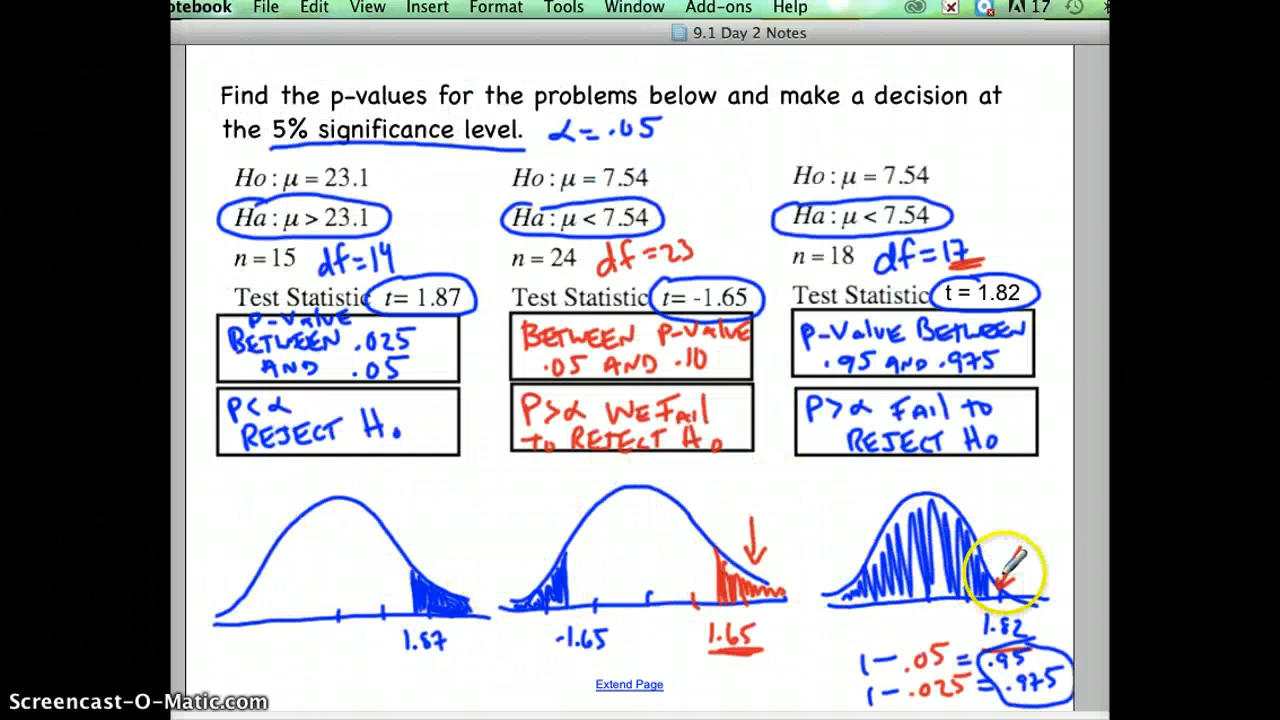 otebook File Edit View Insert Format Tools Window Add-ons Help 17
9.1 Day 2 Notes
Find the p-values for the problems below and make a decision at
the 5% significance level. α = .05
Ho : μ = 23.1
Ha : μ > 23.1
n = 15 df=14
Test Statistic t= 1.87
P-Value
BETWEEN .025
AND .05
P<α
REJECT H₀
Ho : μ = 7.54
Ha : μ < 7.54
n = 24 df=23
Test Statistic t= -1.65
BETWEEN P-VALUE
.05 AND .10
P>α WE FAIL
to REJECT H₀
Ho : μ = 7.54
Ha : μ < 7.54
n = 18 df=17
Test Statistic t = 1.82
P-Value BETWEEN
.95 AND .975
P>α FAIL to
REJECT H₀
1.87
-1.65 1.65
1.82
1 - .05 = .95
1 - .025 = .975
Extend Page
Screencast-O-Matic.com